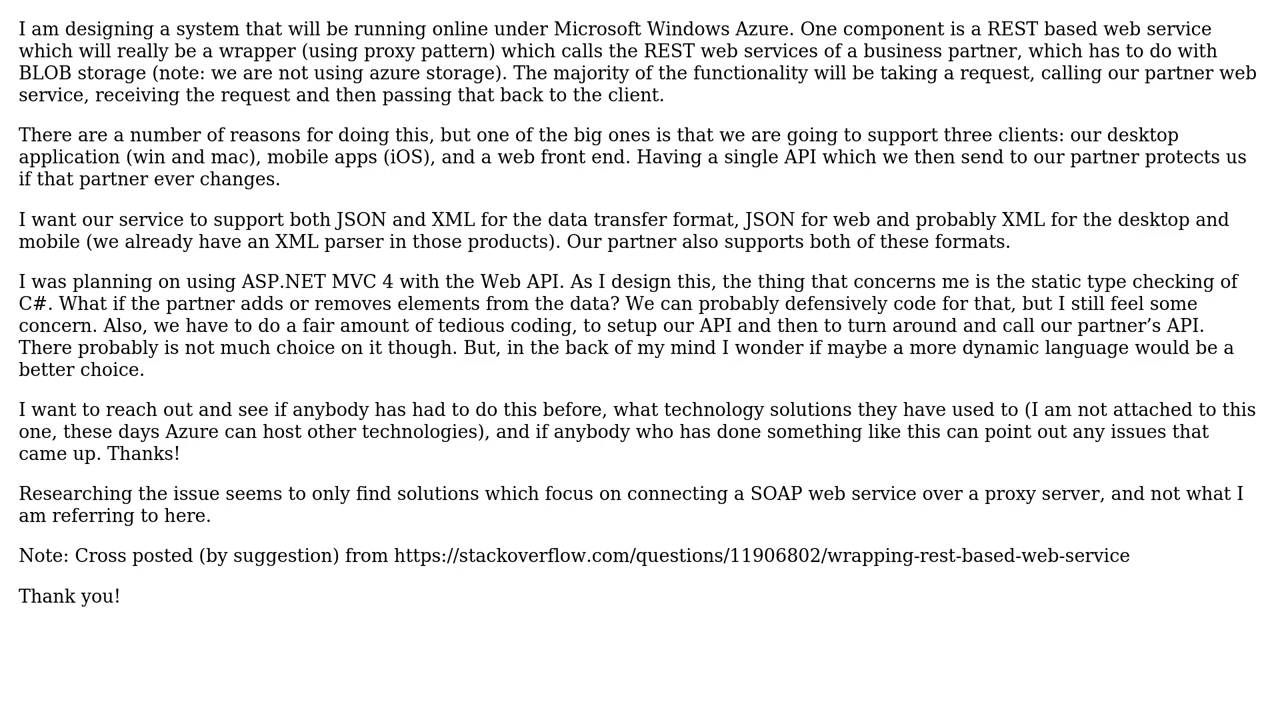 I am designing a system that will be running online under Microsoft Windows Azure. One component is a REST based web service
which will really be a wrapper (using proxy pattern) which calls the REST web services of a business partner, which has to do with
BLOB storage (note: we are not using azure storage). The majority of the functionality will be taking a request, calling our partner web
service, receiving the request and then passing that back to the client.
There are a number of reasons for doing this, but one of the big ones is that we are going to support three clients: our desktop
application (win and mac), mobile apps (iOS), and a web front end. Having a single API which we then send to our partner protects us
if that partner ever changes.
I want our service to support both JSON and XML for the data transfer format, JSON for web and probably XML for the desktop and
mobile (we already have an XML parser in those products). Our partner also supports both of these formats.
I was planning on using ASP.NET MVC 4 with the Web API. As I design this, the thing that concerns me is the static type checking of
C#. What if the partner adds or removes elements from the data? We can probably defensively code for that, but I still feel some
concern. Also, we have to do a fair amount of tedious coding, to setup our API and then to turn around and call our partner’s API.
There probably is not much choice on it though. But, in the back of my mind I wonder if maybe a more dynamic language would be a
better choice.
I want to reach out and see if anybody has had to do this before, what technology solutions they have used to (I am not attached to this
one, these days Azure can host other technologies), and if anybody who has done something like this can point out any issues that
came up. Thanks!
Researching the issue seems to only find solutions which focus on connecting a SOAP web service over a proxy server, and not what I
am referring to here.
Note: Cross posted (by suggestion) from https://stackoverflow.com/questions/11906802/wrapping-rest-based-web-service
Thank you!